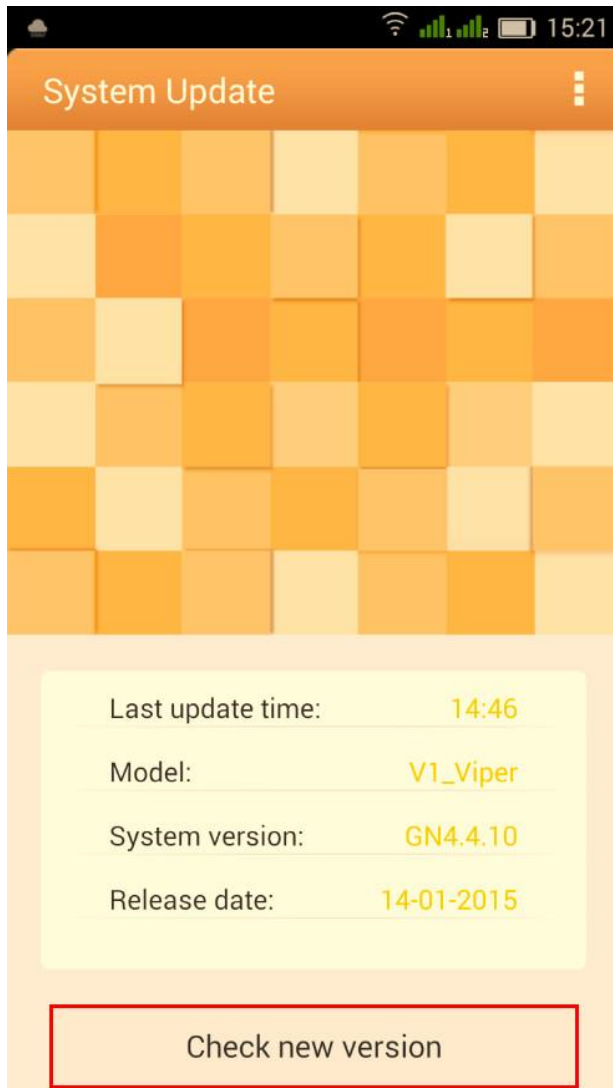 15:21
System Update
Last update time: 14:46
Model: V1_Viper
System version: GN4.4.10
Release date: 14-01-2015
Check new version